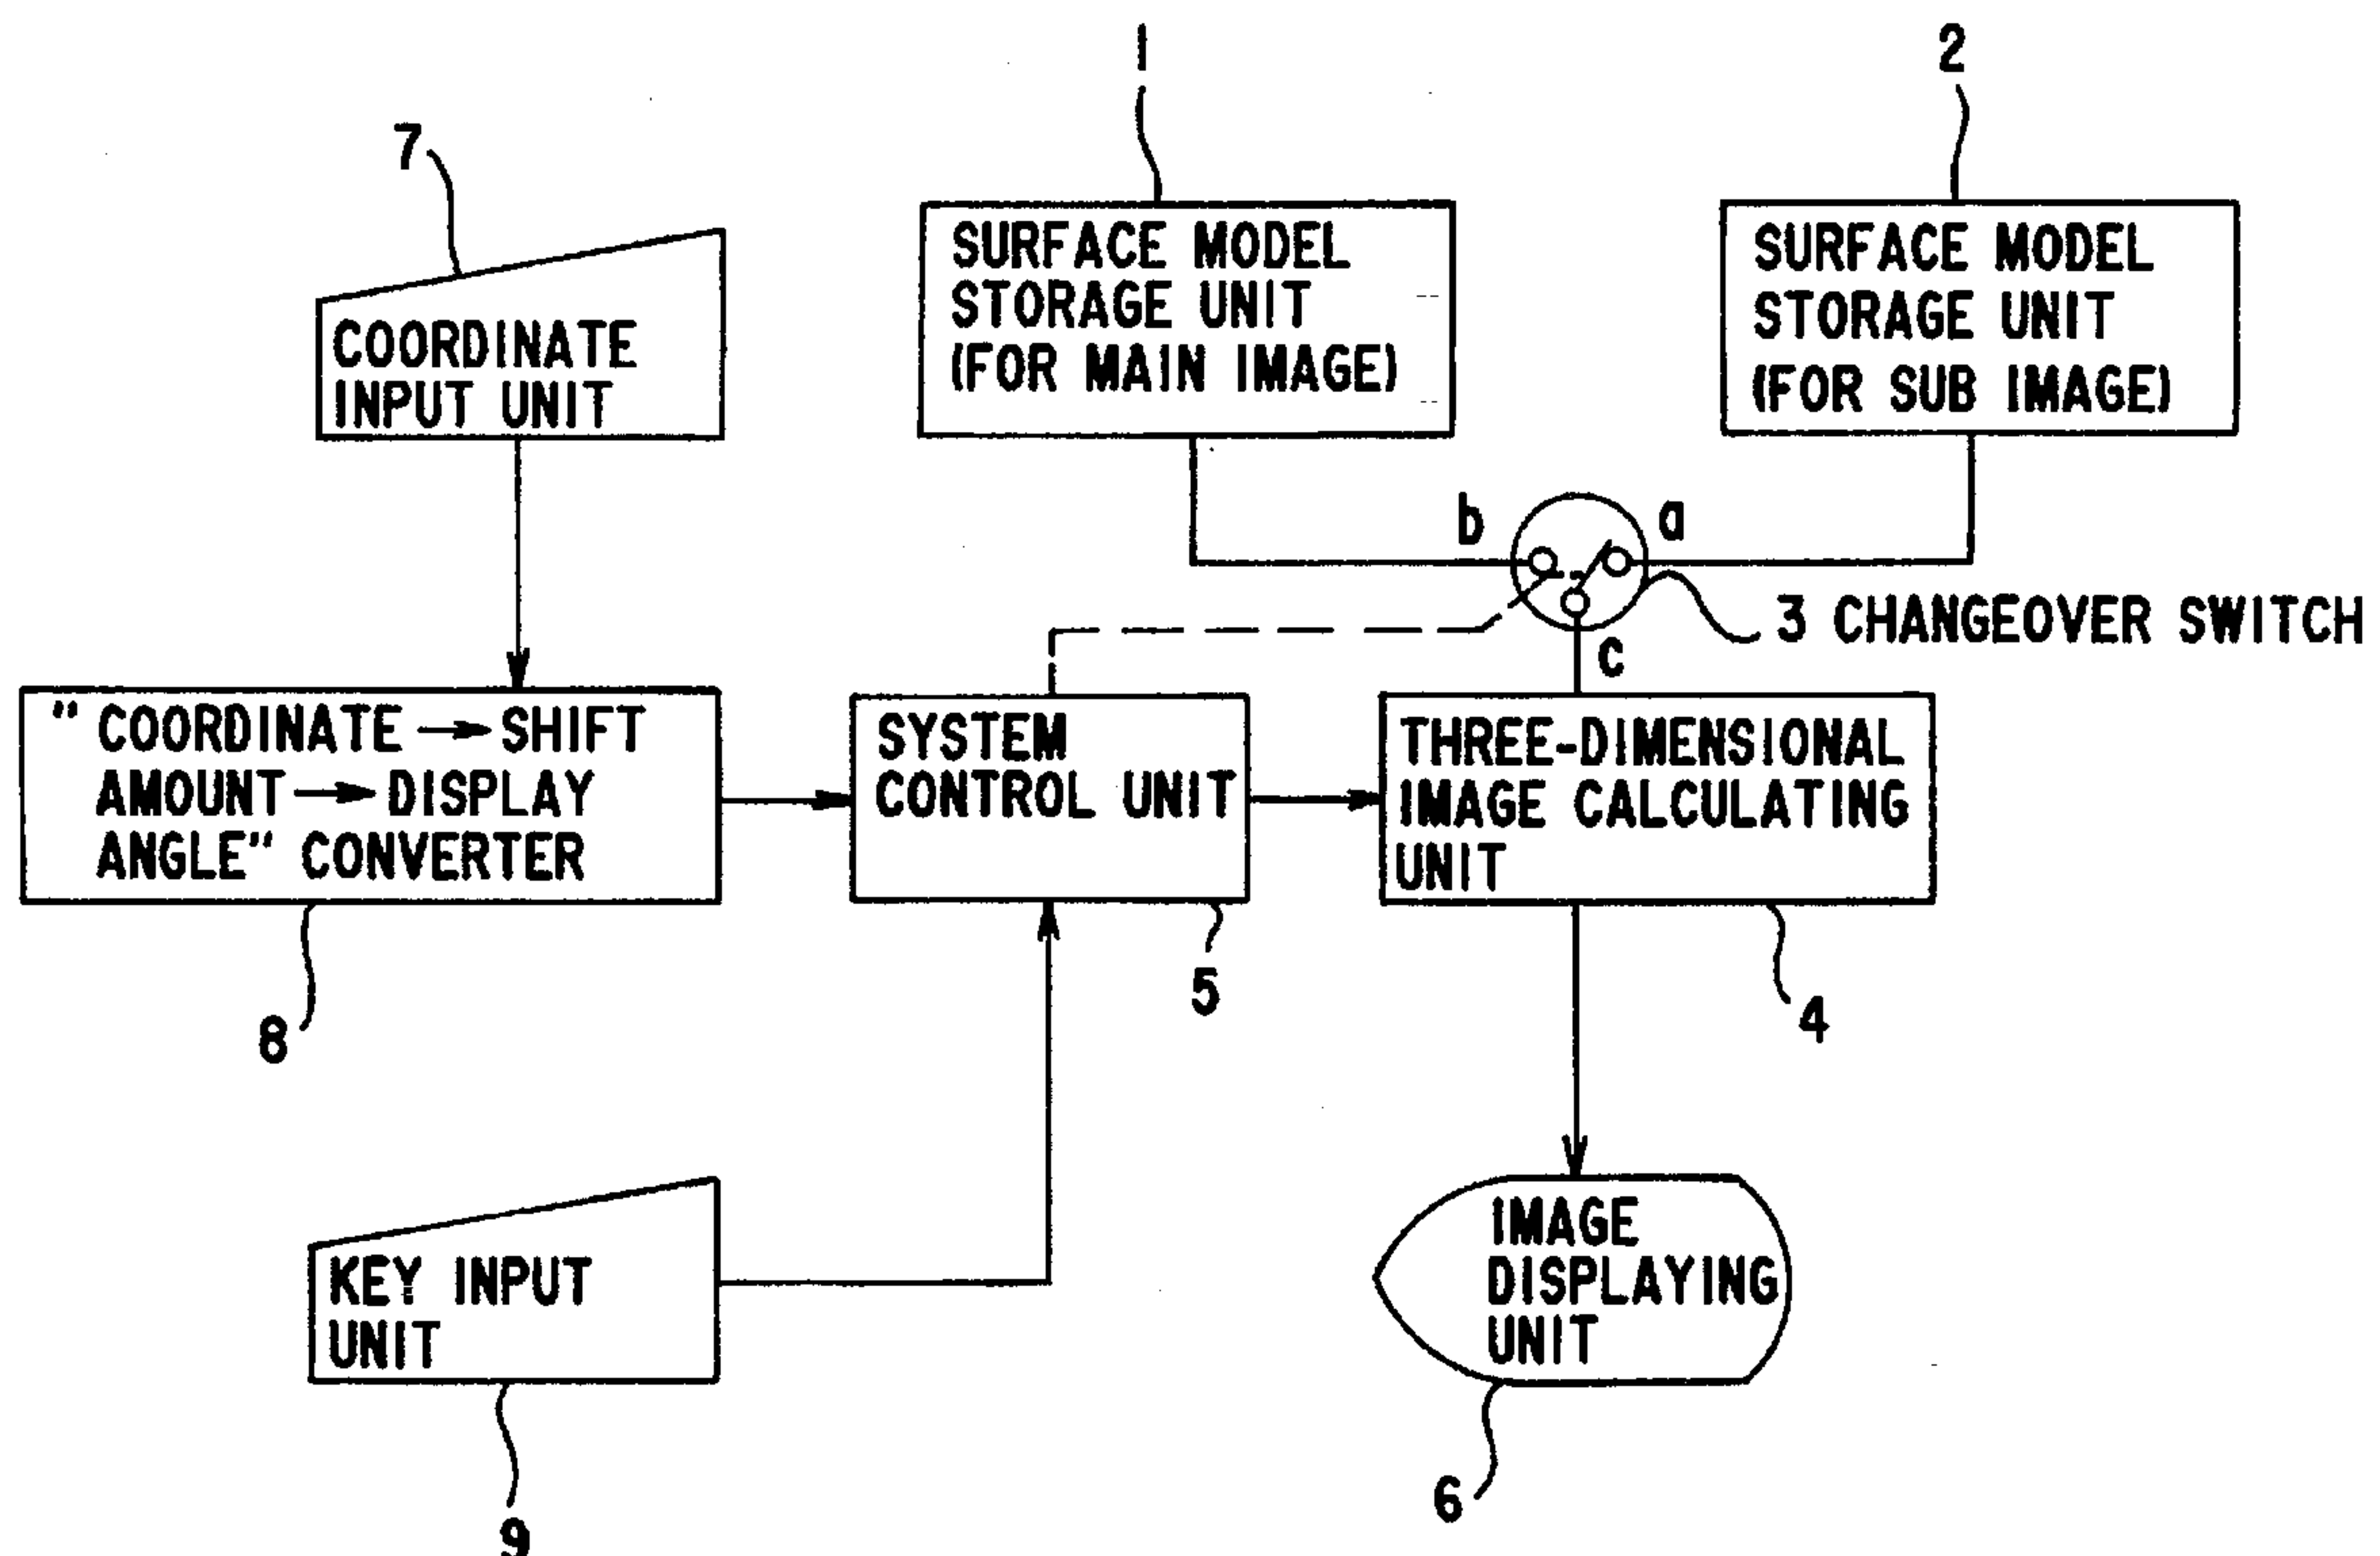 1
2
7
SURFACE MODEL
STORAGE UNIT
(FOR MAIN IMAGE)
SURFACE MODEL
STORAGE UNIT
(FOR SUB IMAGE)
COORDINATE
INPUT UNIT
b
a
3 CHANGEOVER SWITCH
c
" COORDINATE → SHIFT
AMOUNT → DISPLAY
ANGLE" CONVERTER
SYSTEM
CONTROL UNIT
THREE-DIMENSIONAL
IMAGE CALCULATING
UNIT
8
5
4
KEY INPUT
UNIT
IMAGE
DISPLAYING
UNIT
9
6